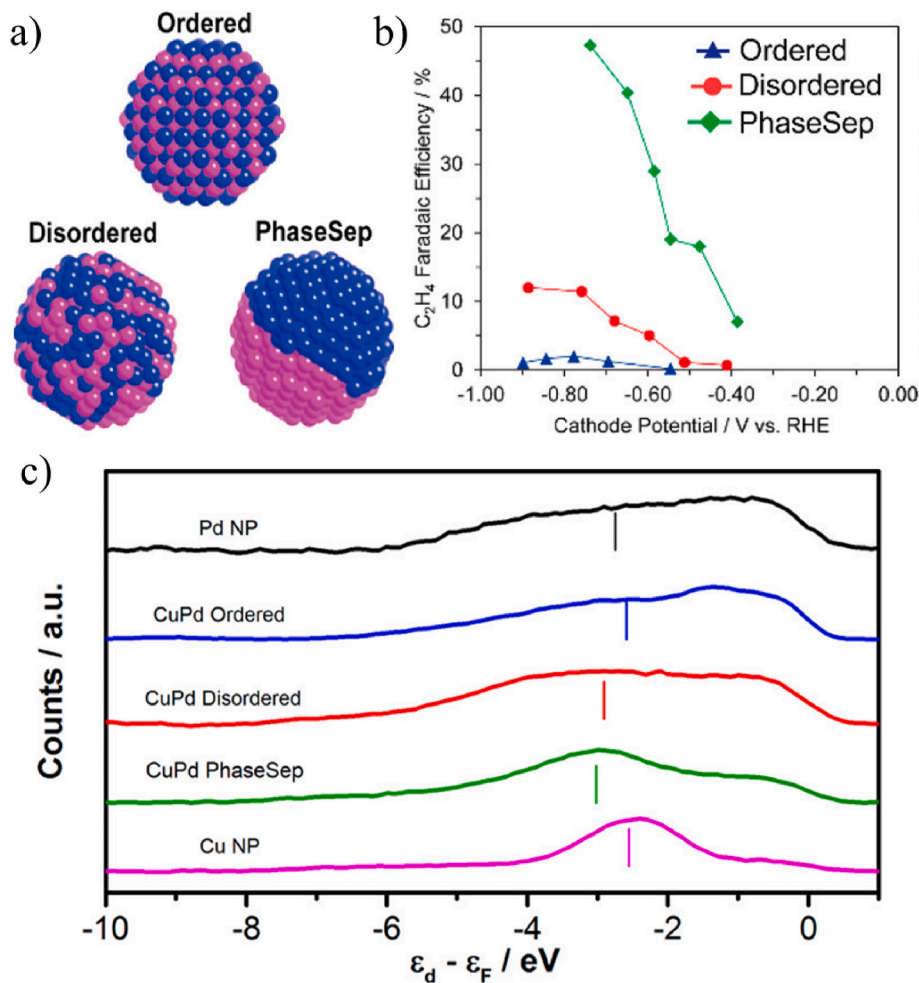 a)
Ordered
Disordered
PhaseSep
b)
C₂H₄ Faradaic Efficiency / %
50
40
30
20
10
0
Ordered
Disordered
PhaseSep
-1.00 -0.80 -0.60 -0.40 -0.20 0.00
Cathode Potential / V vs. RHE
c)
Counts / a.u.
Pd NP
CuPd Ordered
CuPd Disordered
CuPd PhaseSep
Cu NP
-10 -8 -6 -4 -2 0
ε_d - ε_F / eV